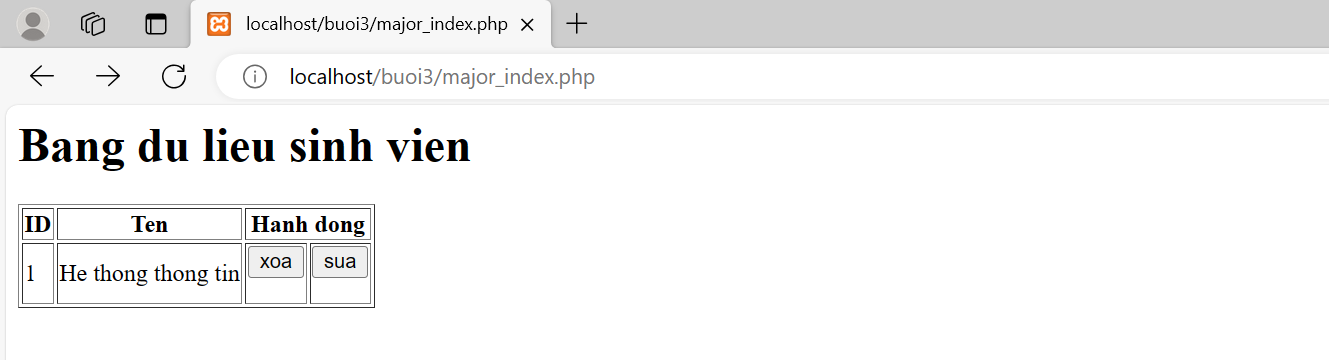 localhost/buoi3/major_index.php
localhost/buoi3/major_index.php
Bang du lieu sinh vien
ID Ten Hanh dong
1 He thong thong tin xoa sua